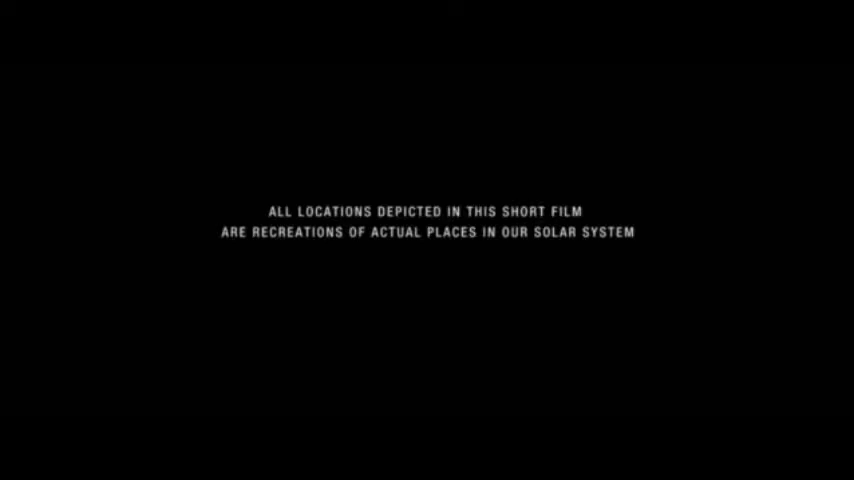 ALL LOCATIONS DEPICTED IN THIS SHORT FILM
ARE RECREATIONS OF ACTUAL PLACES IN OUR SOLAR SYSTEM